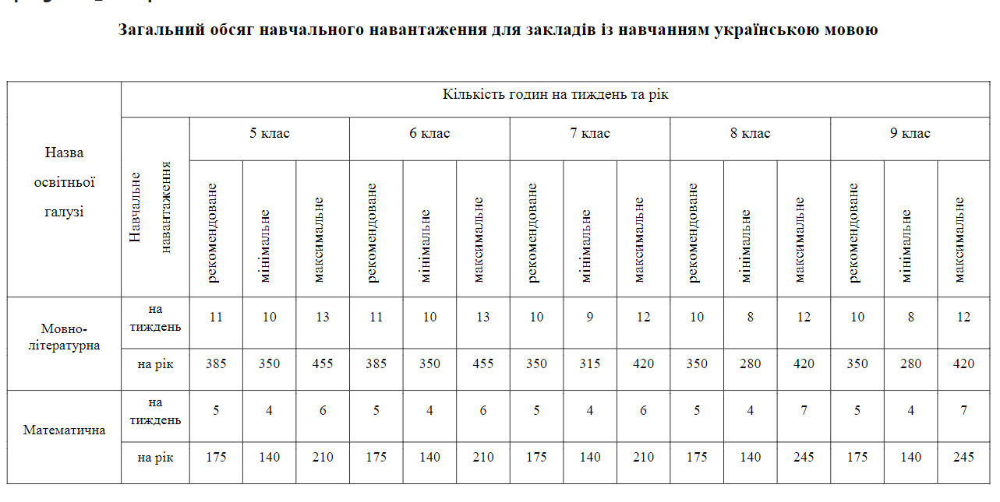 Загальний обсяг навчального навантаження для закладів із навчанням українською мовою
Назва
освітньої
галузі
Кількість годин на тиждень та рік
Навчальне
навантаження
5 клас
6 клас
7 клас
8 клас
9 клас
рекомендоване
мінімальне
максимальне
рекомендоване
мінімальне
максимальне
рекомендоване
мінімальне
максимальне
рекомендоване
мінімальне
максимальне
рекомендоване
мінімальне
максимальне
Мовно-
літературна
на
тиждень
11 10 13 11 10 13 10 9 12 10 8 12 10 8 12
на рік 385 350 455 385 350 455 350 315 420 350 280 420 350 280 420
Математична
на
тиждень
5 4 6 5 4 6 5 4 6 5 4 7 5 4 7
на рік 175 140 210 175 140 210 175 140 210 175 140 245 175 140 245